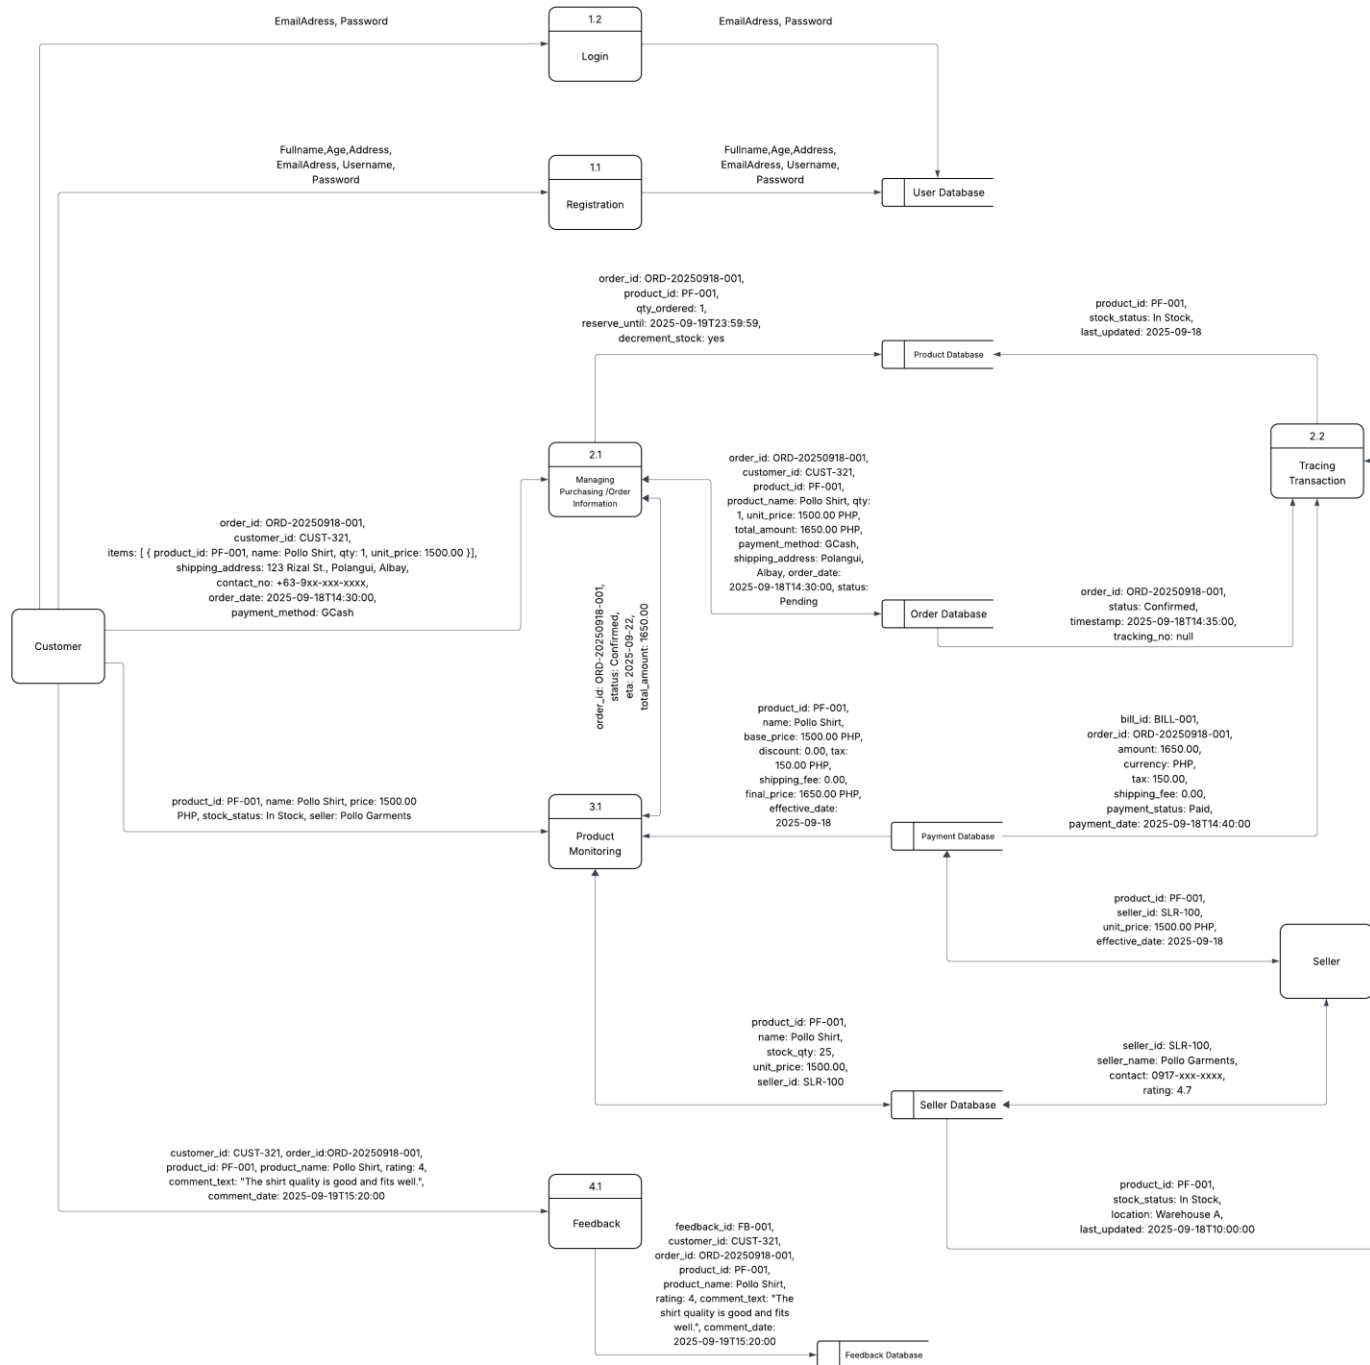 EmailAdress, Password
1.2
Login
EmailAdress, Password
Fullname,Age,Address,
EmailAdress, Username,
Password
1.1
Registration
Fullname,Age,Address,
EmailAdress, Username,
Password
User Database
order_id: ORD-20250918-001,
product_id: PF-001,
qty_ordered: 1,
reserve_until: 2025-09-19T23:59:59,
decrement_stock: yes
product_id: PF-001,
stock_status: In Stock,
last_updated: 2025-09-18
Product Database
2.1
Managing
Purchasing /Order
Information
order_id: ORD-20250918-001,
customer_id: CUST-321,
product_id: PF-001,
product_name: Pollo Shirt, qty:
1, unit_price: 1500.00 PHP,
total_amount: 1650.00 PHP,
payment_method: GCash,
shipping_address: Polangui,
Albay, order_date:
2025-09-18T14:30:00, status:
Pending
2.2
Tracing
Transaction
order_id: ORD-20250918-001,
customer_id: CUST-321,
items: [ { product_id: PF-001, name: Pollo Shirt, qty: 1, unit_price: 1500.00 }],
shipping_address: 123 Rizal St., Polangui, Albay,
contact_no: +63-9xx-xxx-xxxx,
order_date: 2025-09-18T14:30:00,
payment_method: GCash
Customer
order_id: ORD-20250918-001,
status: Confirmed,
eta: 2025-09-22,
total_amount: 1650.00
Order Database
order_id: ORD-20250918-001,
status: Confirmed,
timestamp: 2025-09-18T14:35:00,
tracking_no: null
product_id: PF-001,
name: Pollo Shirt,
base_price: 1500.00 PHP,
discount: 0.00, tax:
150.00 PHP,
shipping_fee: 0.00,
final_price: 1650.00 PHP,
effective_date:
2025-09-18
bill_id: BILL-001,
order_id: ORD-20250918-001,
amount: 1650.00,
currency: PHP,
tax: 150.00,
shipping_fee: 0.00,
payment_status: Paid,
payment_date: 2025-09-18T14:40:00
product_id: PF-001, name: Pollo Shirt, price: 1500.00
PHP, stock_status: In Stock, seller: Pollo Garments
3.1
Product
Monitoring
Payment Database
product_id: PF-001,
seller_id: SLR-100,
unit_price: 1500.00 PHP,
effective_date: 2025-09-18
Seller
product_id: PF-001,
name: Pollo Shirt,
stock_qty: 25,
unit_price: 1500.00,
seller_id: SLR-100
seller_id: SLR-100,
seller_name: Pollo Garments,
contact: 0917-xxx-xxxx,
rating: 4.7
Seller Database
customer_id: CUST-321, order_id:ORD-20250918-001,
product_id: PF-001, product_name: Pollo Shirt, rating: 4,
comment_text: "The shirt quality is good and fits well.",
comment_date: 2025-09-19T15:20:00
4.1
Feedback
product_id: PF-001,
stock_status: In Stock,
location: Warehouse A,
last_updated: 2025-09-18T10:00:00
feedback_id: FB-001,
customer_id: CUST-321,
order_id: ORD-20250918-001,
product_id: PF-001,
product_name: Pollo Shirt,
rating: 4, comment_text: "The
shirt quality is good and fits
well.", comment_date:
2025-09-19T15:20:00
Feedback Database